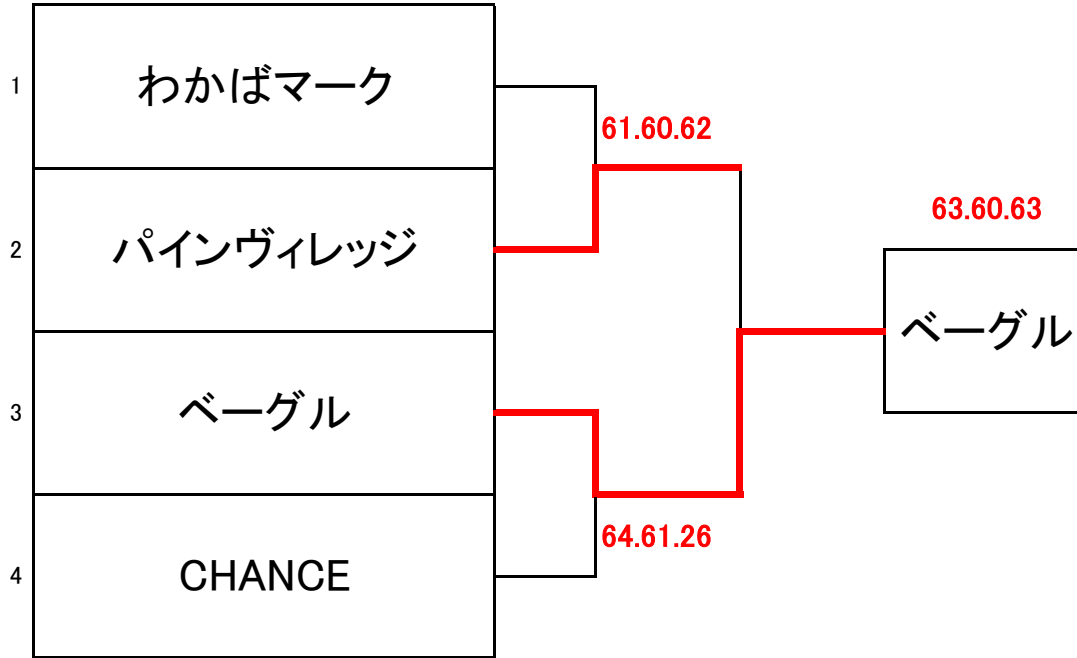 1 わかばマーク
61.60.62
2 パインヴィレッジ
63.60.63
ベーグル
3 ベーグル
64.61.26
4 CHANCE